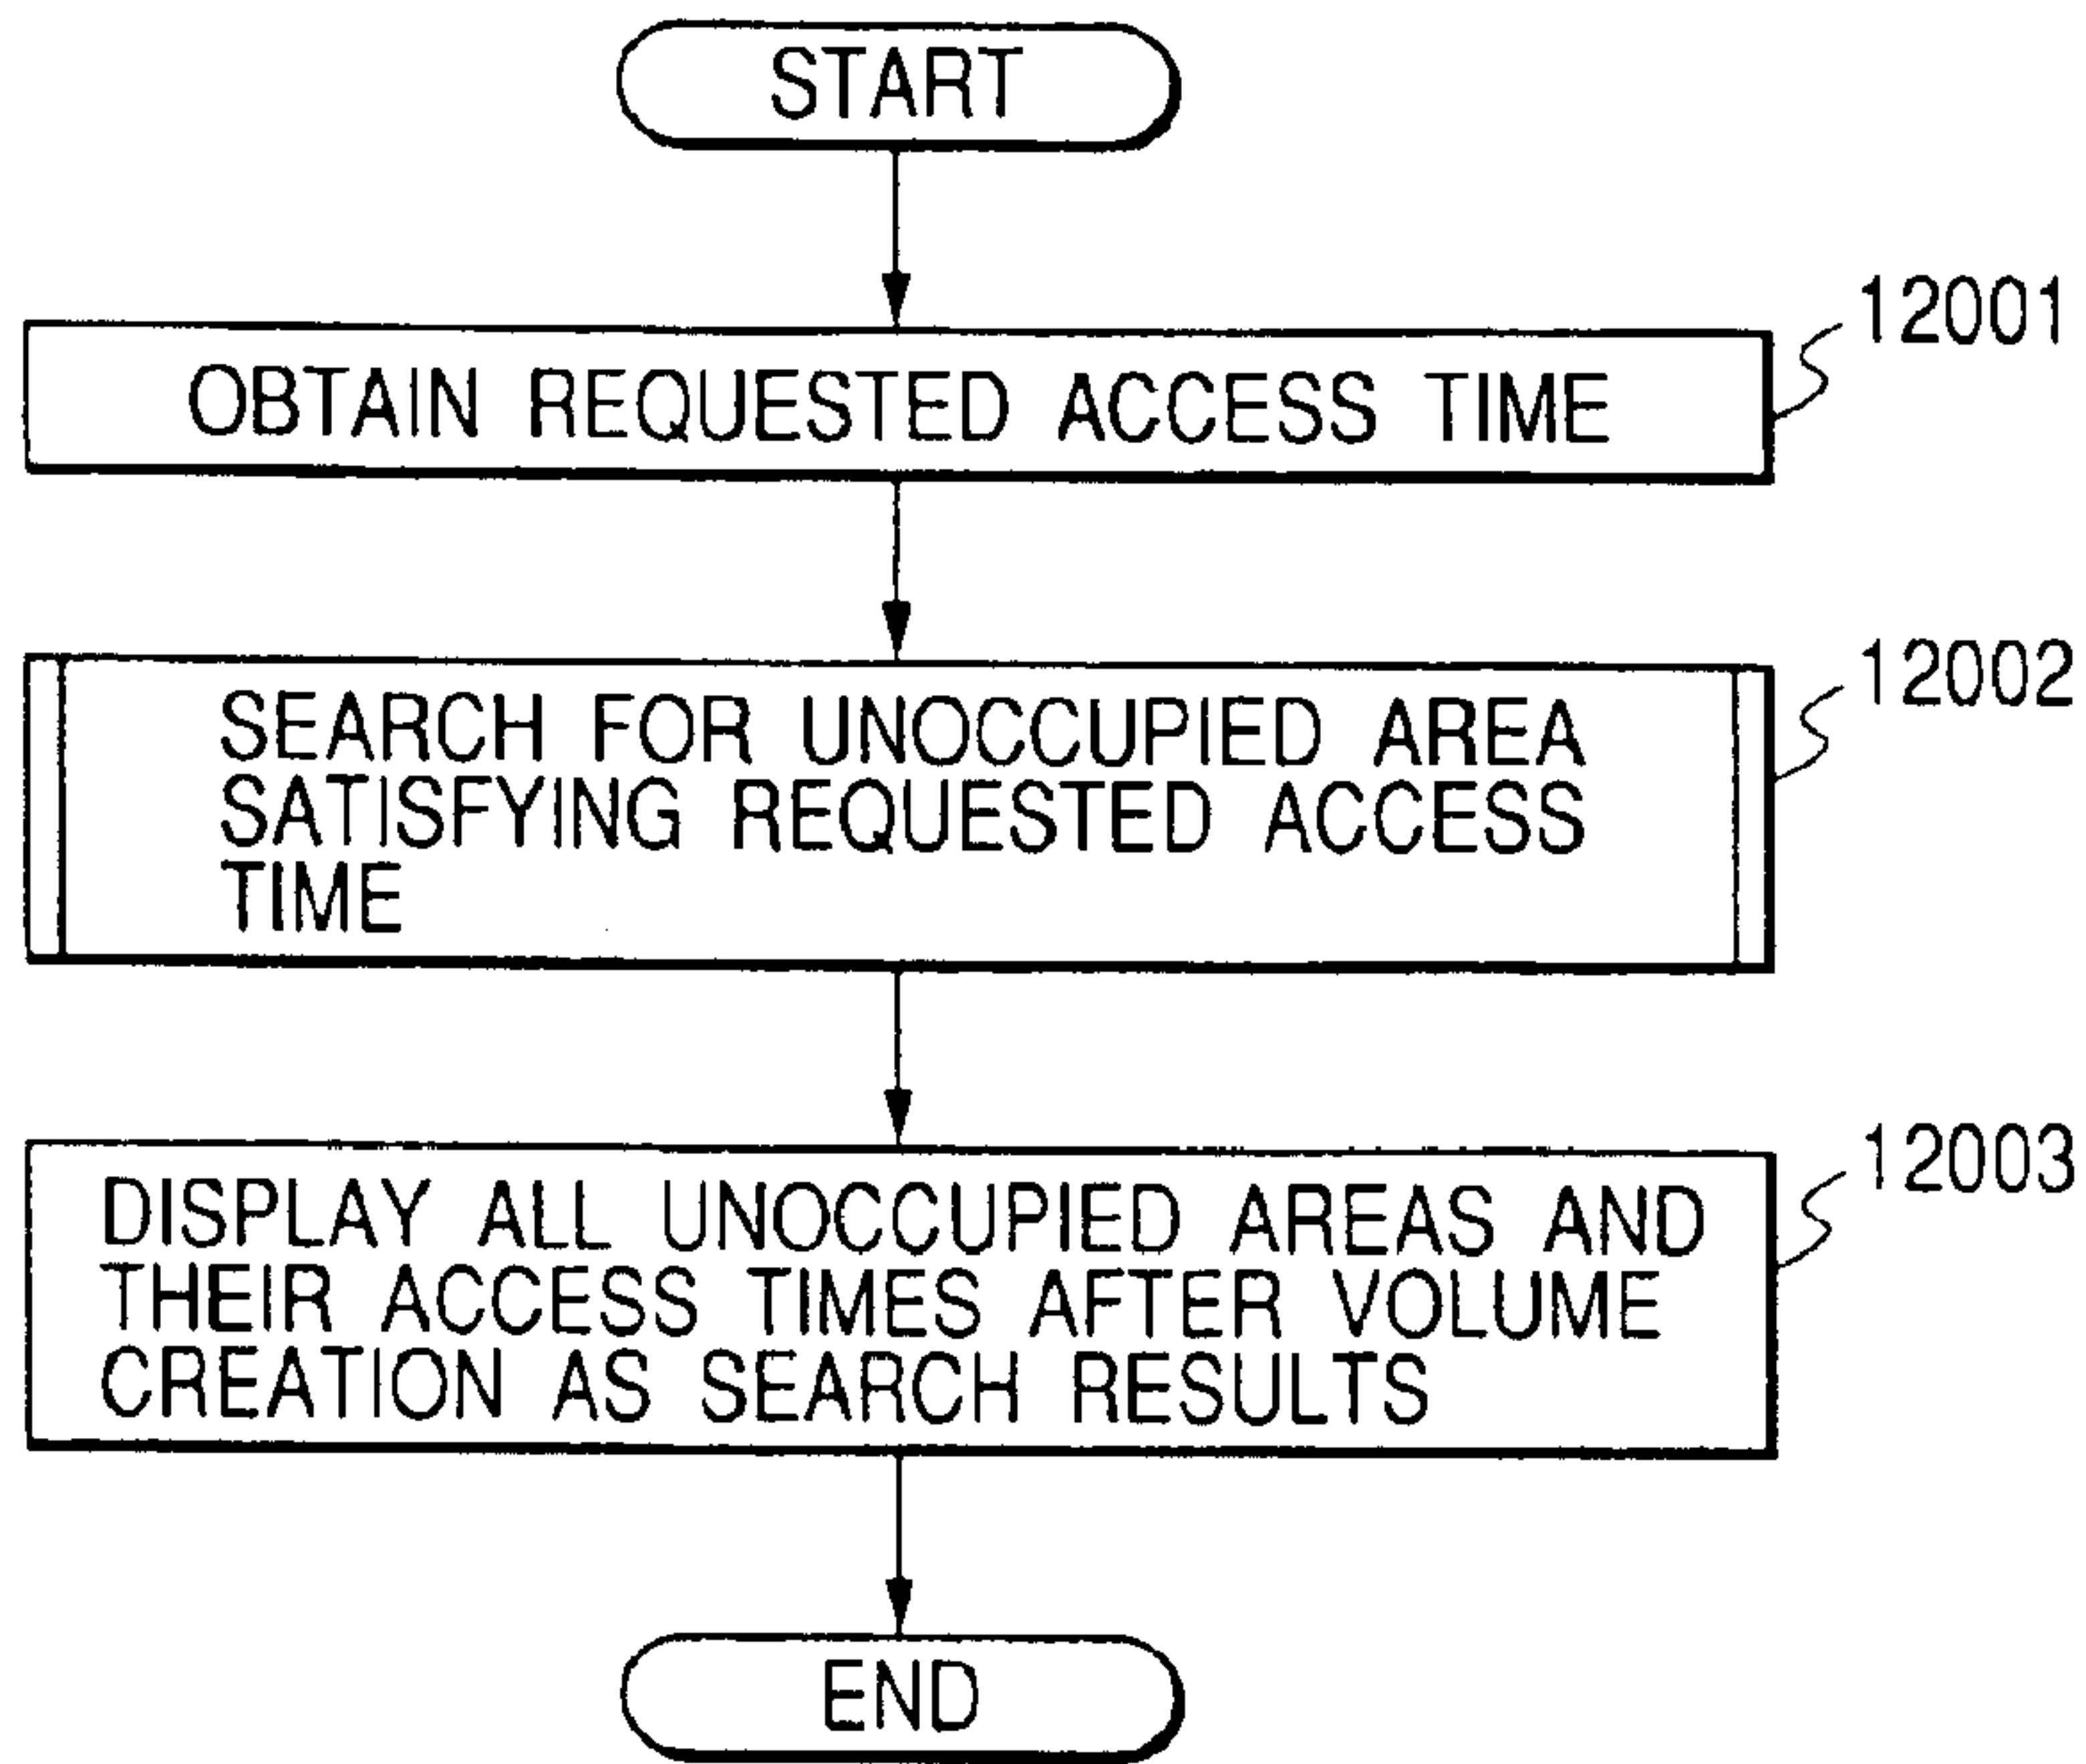 START
12001
OBTAIN REQUESTED ACCESS TIME
12002
SEARCH FOR UNOCCUPIED AREA
SATISFYING REQUESTED ACCESS
TIME
12003
DISPLAY ALL UNOCCUPIED AREAS AND
THEIR ACCESS TIMES AFTER VOLUME
CREATION AS SEARCH RESULTS
END